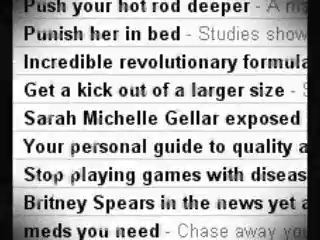 Push your hot rod deeper - A
Punish her in bed - Studies show
Incredible revolutionary formula
Get a kick out of a larger size -
Sarah Michelle Gellar exposed
Your personal guide to quality a
Stop playing games with diseas
Britney Spears in the news yet a
meds you need - Chase away yo